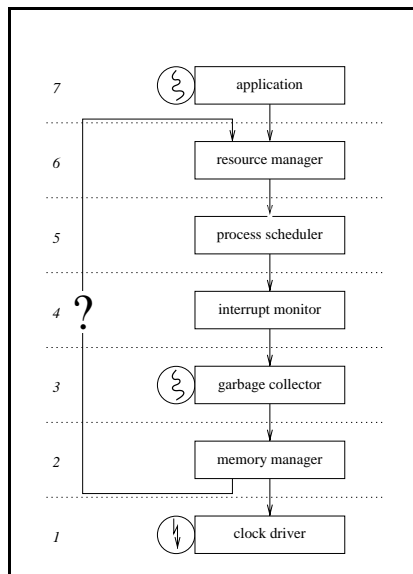 7 application
6 resource manager
5 process scheduler
4 interrupt monitor
?
3 garbage collector
2 memory manager
1 clock driver